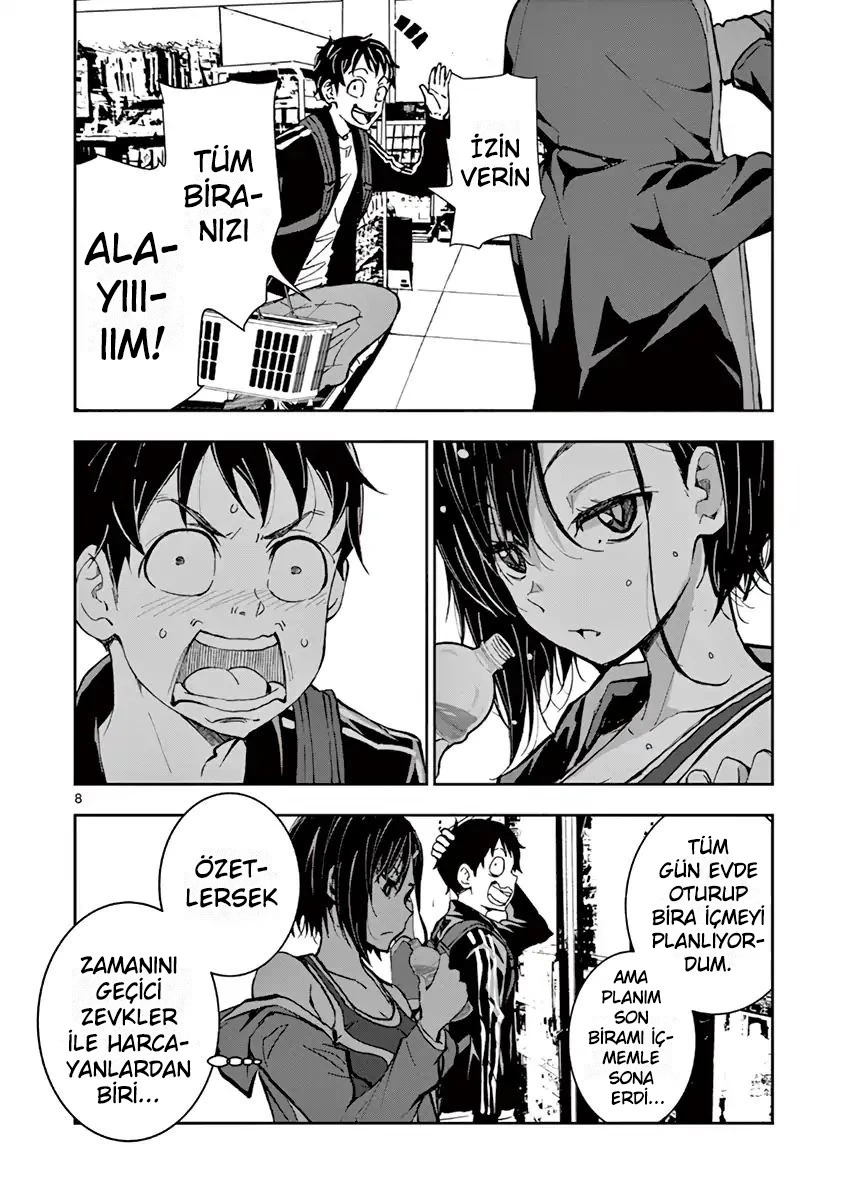 İZİN
VERİN
TÜM
BİRA-
NIZI
ALA-
YIII-
IIM!
8
TÜM
GÜN EVDE
OTURUP
BİRA İÇMEYİ
PLANLIYOR-
DUM.
AMA
PLANIM
SON
BİRAMI İÇ-
MEMLE
SONA
ERDİ...
ÖZET-
LERSEK
ZAMANINI
GEÇİCİ
ZEVKLER
İLE HARCA-
YANLARDAN
BİRİ...